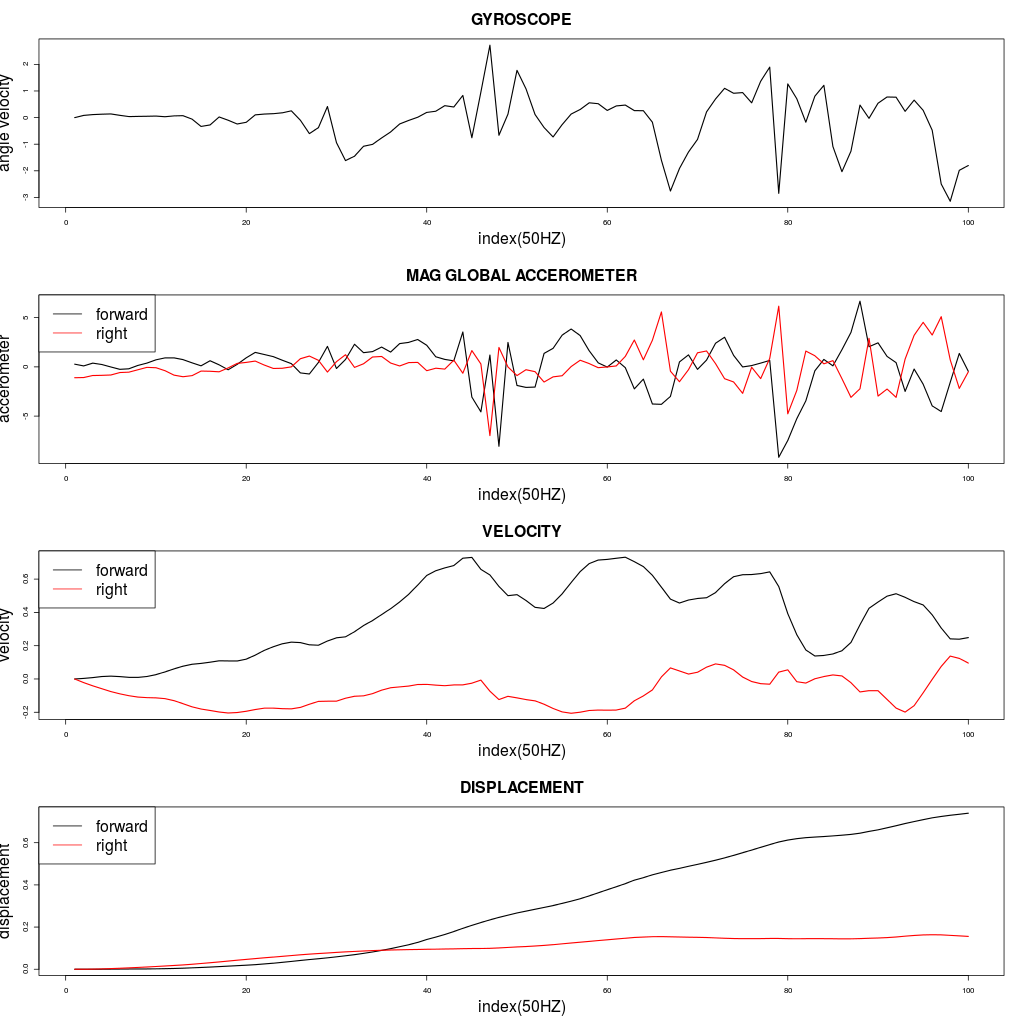 GYROSCOPE
angle velocity
2
1
0
-1
-2
-3
0 20 40 60 80 100
index(50HZ)
MAG GLOBAL ACCEROMETER
forward
right
accerometer
5
0
-5
0 20 40 60 80 100
index(50HZ)
VELOCITY
forward
right
velocity
0.6
0.4
0.2
0.0
-0.2
0 20 40 60 80 100
index(50HZ)
DISPLACEMENT
forward
right
displacement
0.6
0.4
0.2
0.0
0 20 40 60 80 100
index(50HZ)